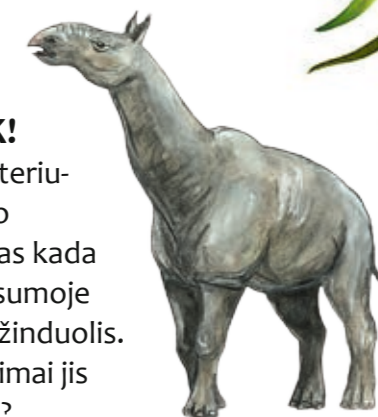 K!
teriu-
o
as kada
sumoje
žinduolis.
imai jis
?